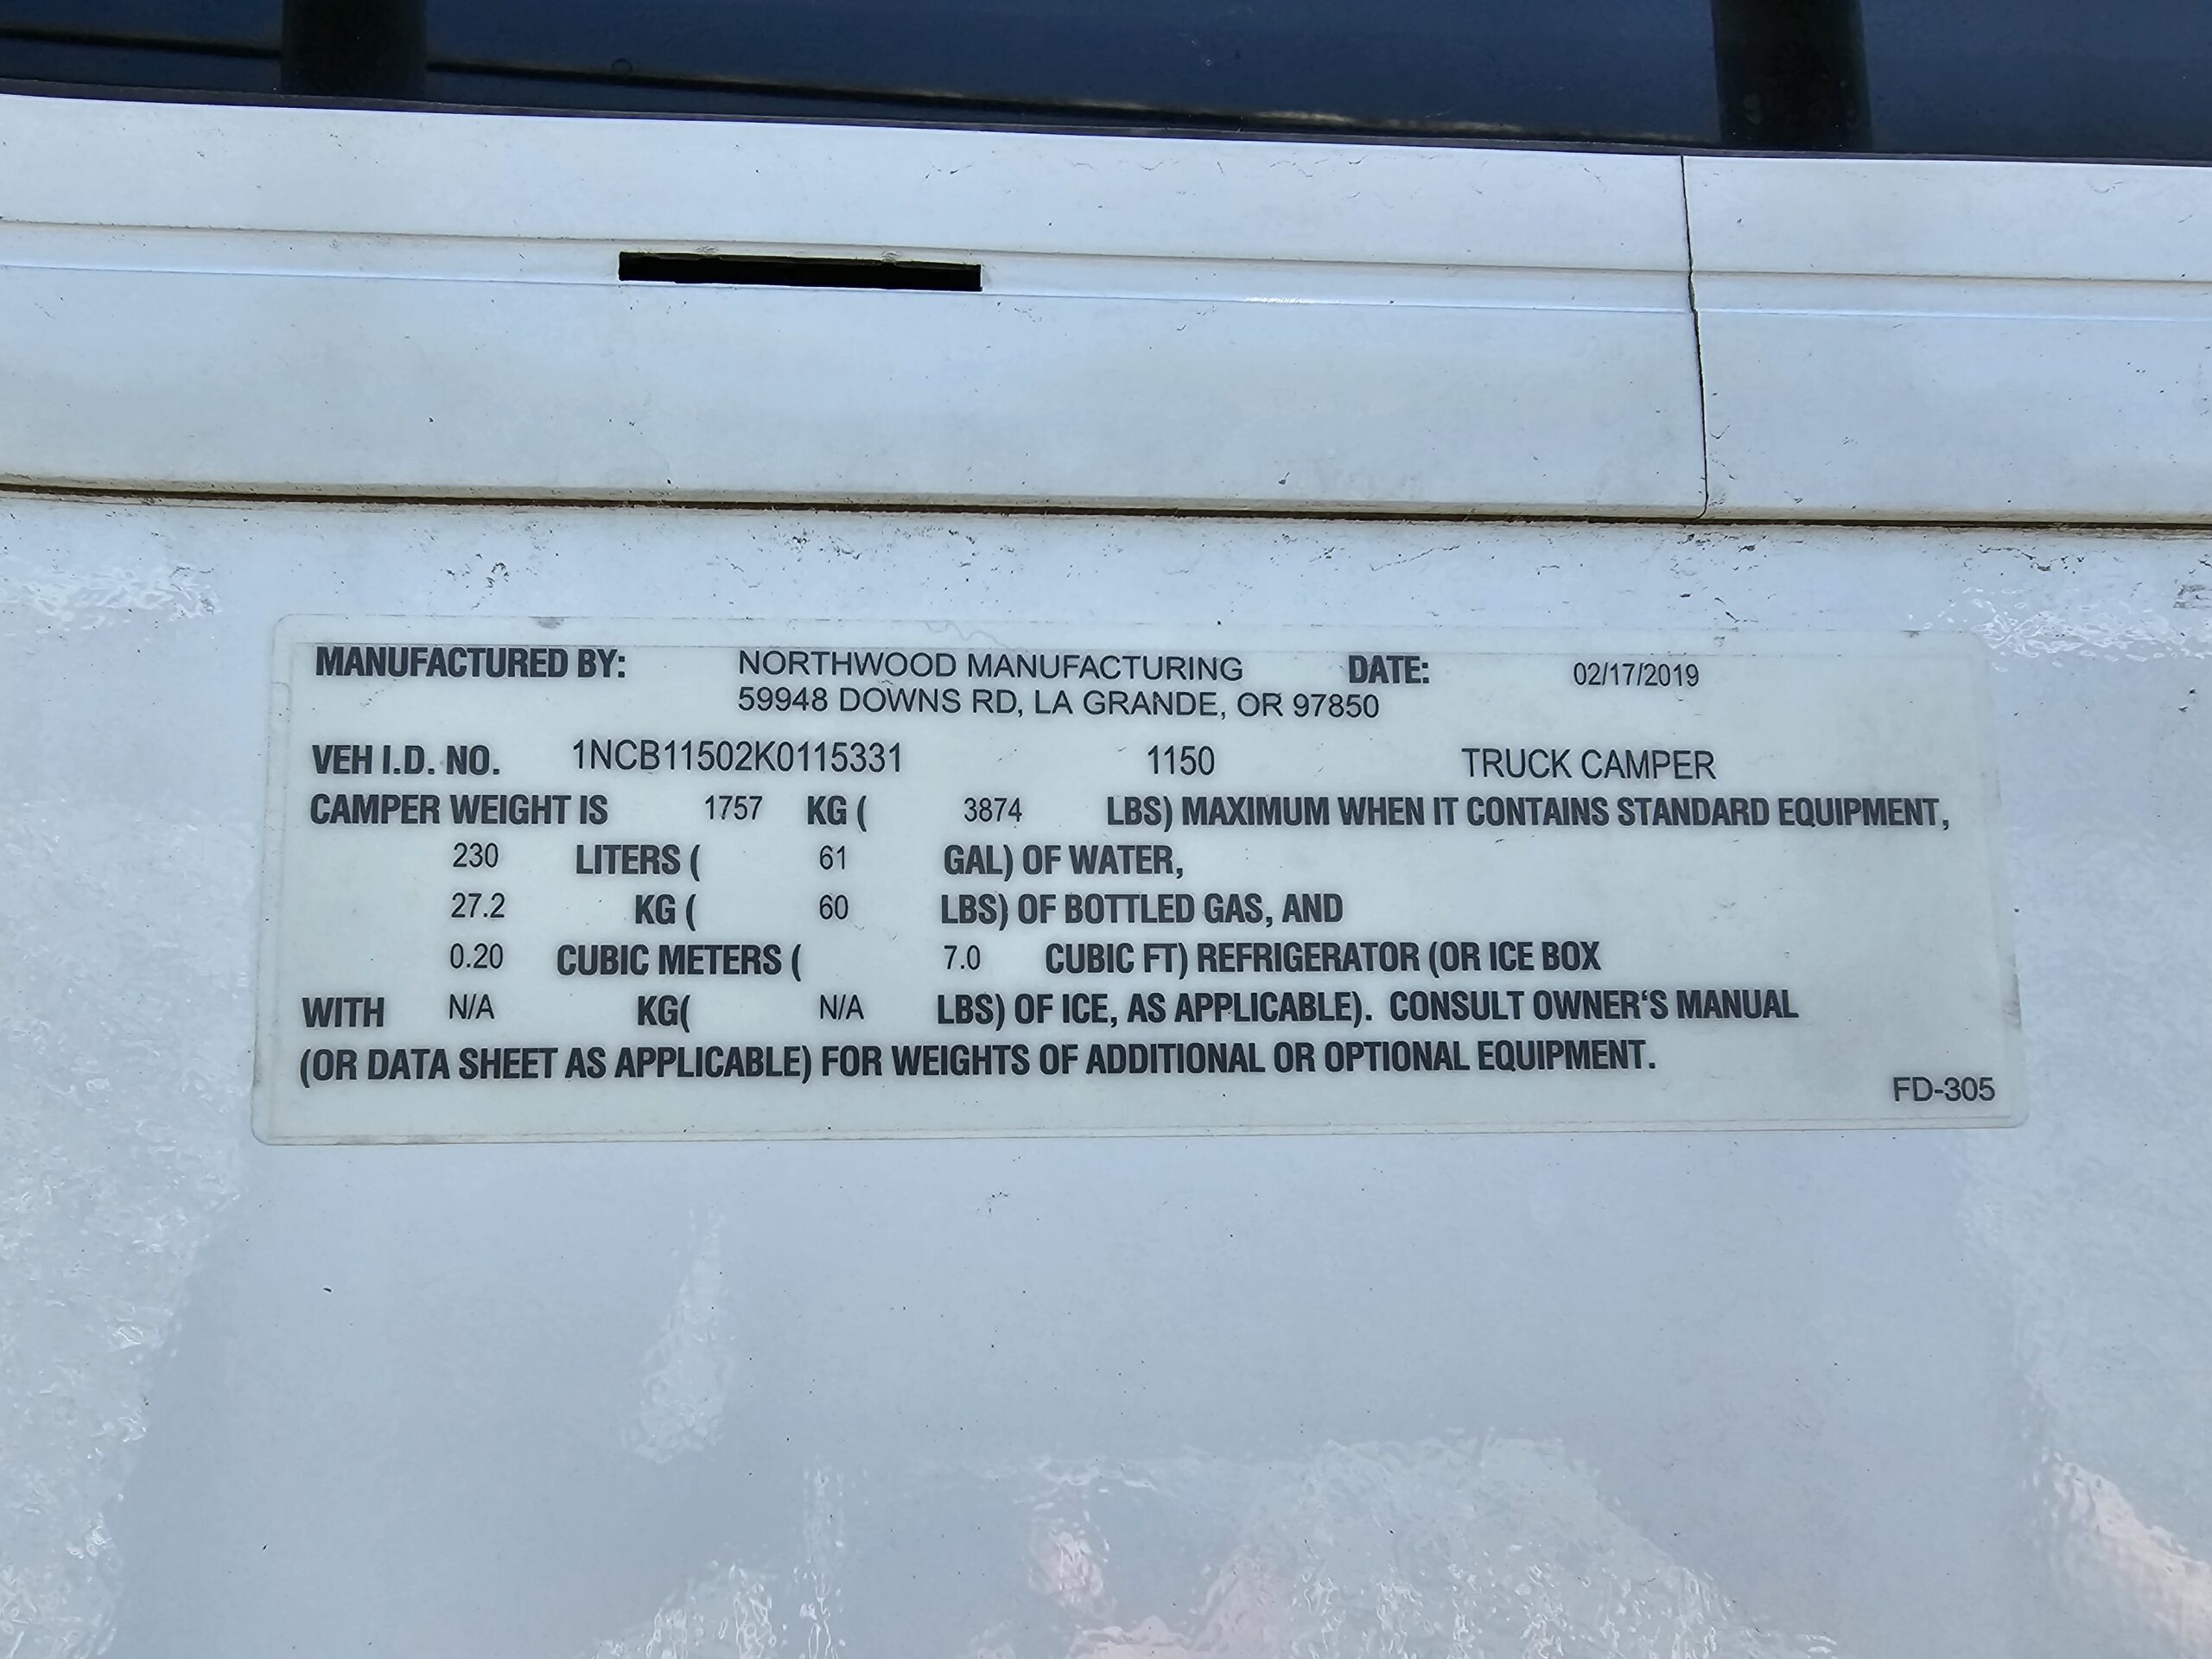 MANUFACTURED BY: NORTHWOOD MANUFACTURING DATE: 02/17/2019
59948 DOWNS RD, LA GRANDE, OR 97850
VEH I.D. NO. 1NCB11502K0115331 1150 TRUCK CAMPER
CAMPER WEIGHT IS 1757 KG ( 3874 LBS) MAXIMUM WHEN IT CONTAINS STANDARD EQUIPMENT,
230 LITERS ( 61 GAL) OF WATER,
27.2 KG ( 60 LBS) OF BOTTLED GAS, AND
0.20 CUBIC METERS ( 7.0 CUBIC FT) REFRIGERATOR (OR ICE BOX
WITH N/A KG( N/A LBS) OF ICE, AS APPLICABLE). CONSULT OWNER'S MANUAL
(OR DATA SHEET AS APPLICABLE) FOR WEIGHTS OF ADDITIONAL OR OPTIONAL EQUIPMENT.
FD-305